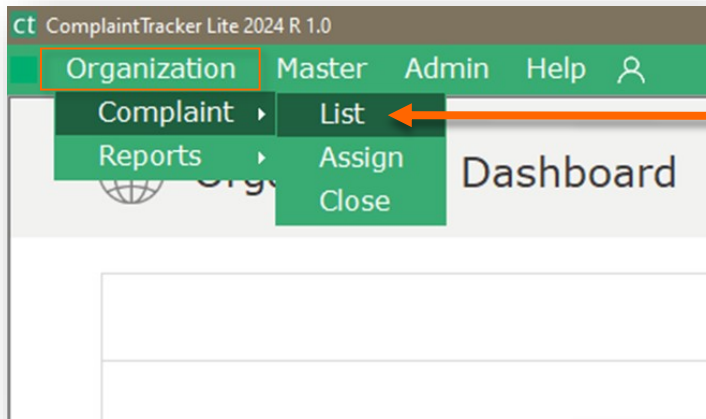 ct ComplaintTracker Lite 2024 R 1.0
Organization Master Admin Help
Complaint List
Reports Assign
Close
Dashboard